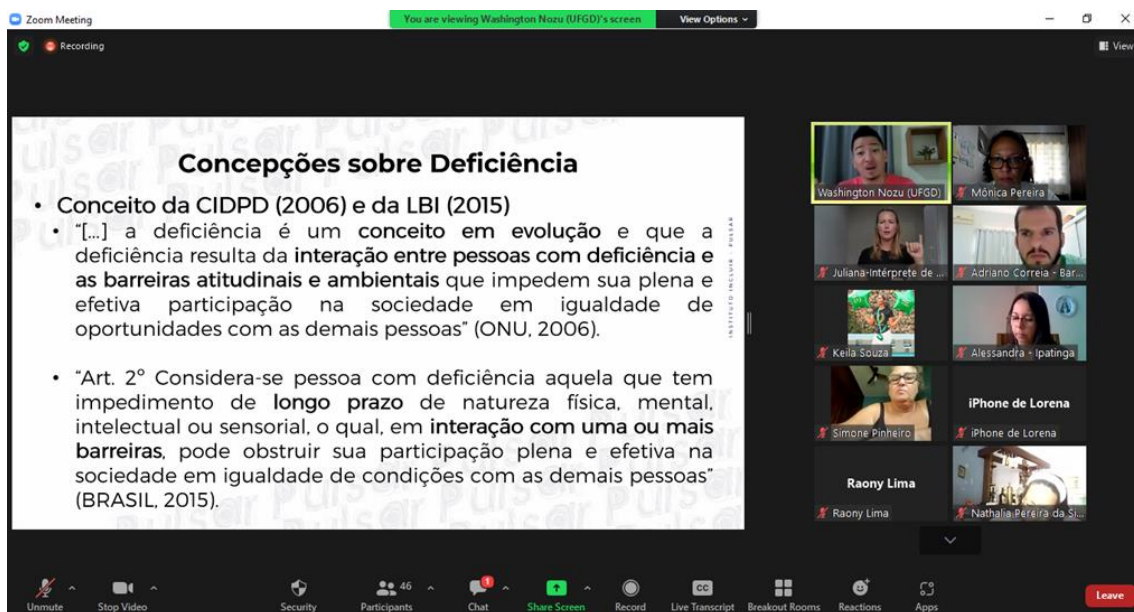 Zoom Meeting
You are viewing Washington Nozu (UFGD)'s screen
View Options
Recording
View
Concepções sobre Deficiência
• Conceito da CIDPD (2006) e da LBI (2015)
• "[...] a deficiência é um conceito em evolução e que a
deficiência resulta da interação entre pessoas com deficiência e
as barreiras atitudinais e ambientais que impedem sua plena e
efetiva participação na sociedade em igualdade de
oportunidades com as demais pessoas" (ONU, 2006).
• "Art. 2º Considera-se pessoa com deficiência aquela que tem
impedimento de longo prazo de natureza física, mental,
intelectual ou sensorial, o qual, em interação com uma ou mais
barreiras, pode obstruir sua participação plena e efetiva na
sociedade em igualdade de condições com as demais pessoas"
(BRASIL, 2015).
INSTITUTO INCLUIR - PULSAR
Washington Nozu (UFGD)
Mónica Pereira
Juliana-Intérprete de ...
Adriano Correia - Bar...
Keila Souza
Alessandra - Ipatinga
Simone Pinheiro
iPhone de Lorena
iPhone de Lorena
Raony Lima
Raony Lima
Nathalia Pereira da Si...
Unmute
Stop Video
Security
46
Participants
1
Chat
Share Screen
Record
CC
Live Transcript
Breakout Rooms
Reactions
Apps
Leave